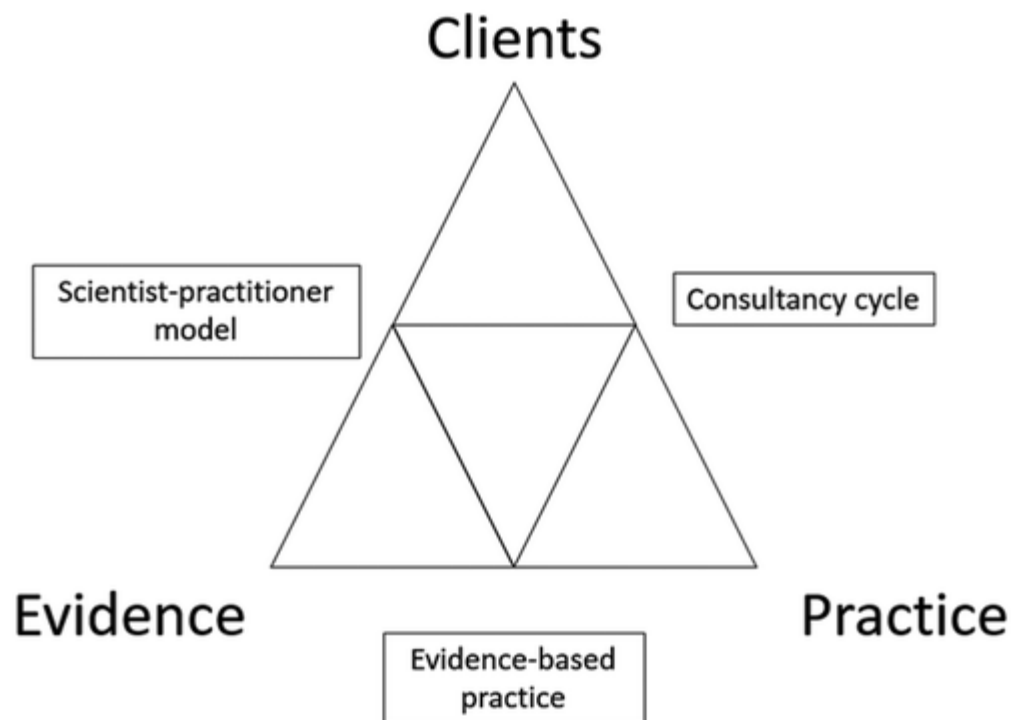 Clients
Scientist-practitioner
model
Consultancy cycle
Evidence
Practice
Evidence-based
practice